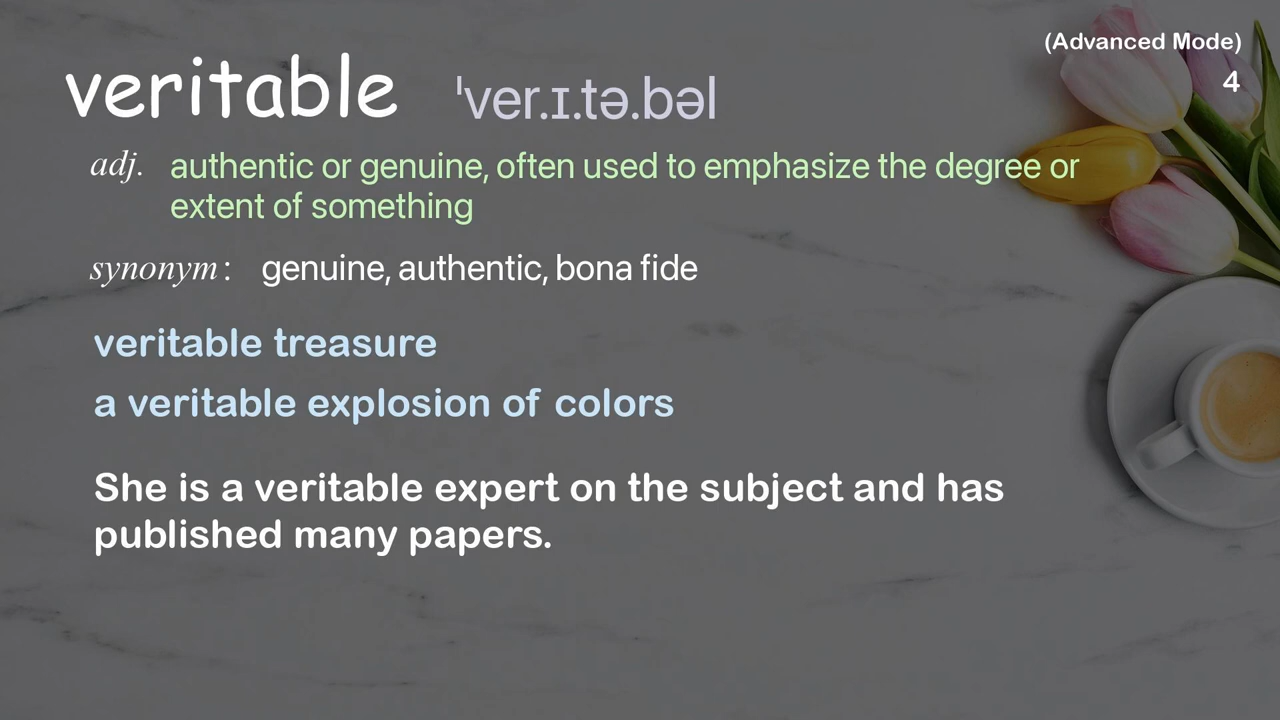 (Advanced Mode)
4
veritable ˈver.ɪ.tə.bəl
adj. authentic or genuine, often used to emphasize the degree or
extent of something
synonym: genuine, authentic, bona fide
veritable treasure
a veritable explosion of colors
She is a veritable expert on the subject and has
published many papers.